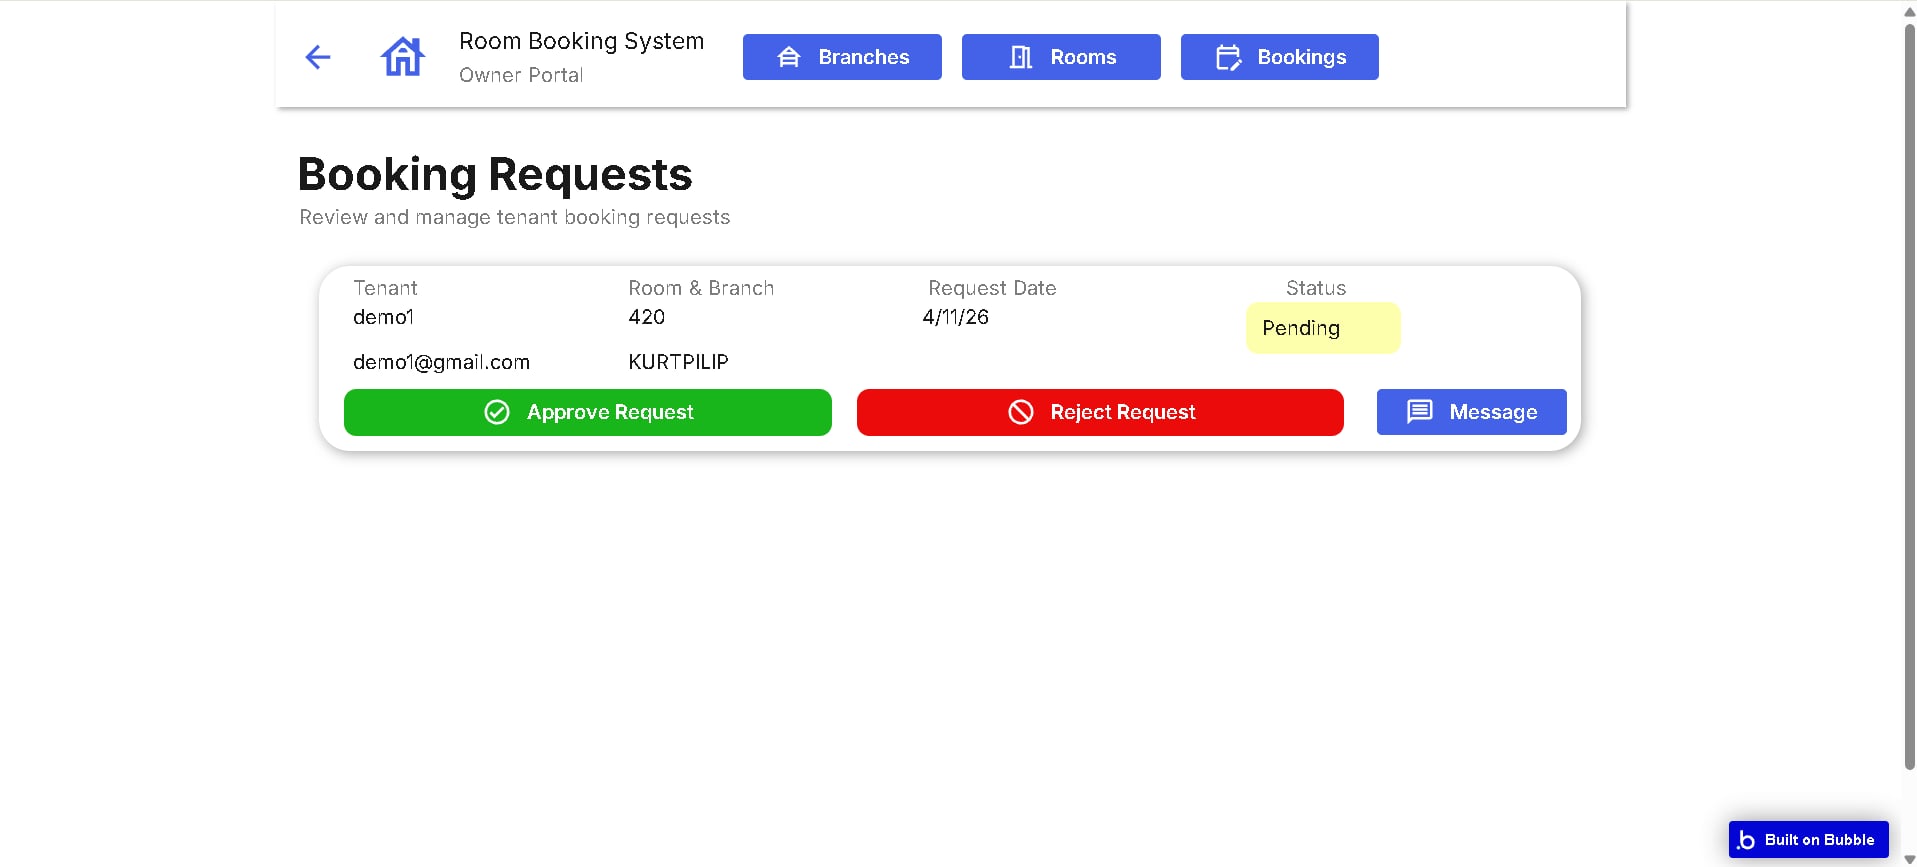 Room Booking System
Owner Portal
Branches
Rooms
Bookings
Booking Requests
Review and manage tenant booking requests
Tenant
Room & Branch
Request Date
Status
demo1
420
4/11/26
Pending
demo1@gmail.com
KURTPILIP
Approve Request
Reject Request
Message
Built on Bubble